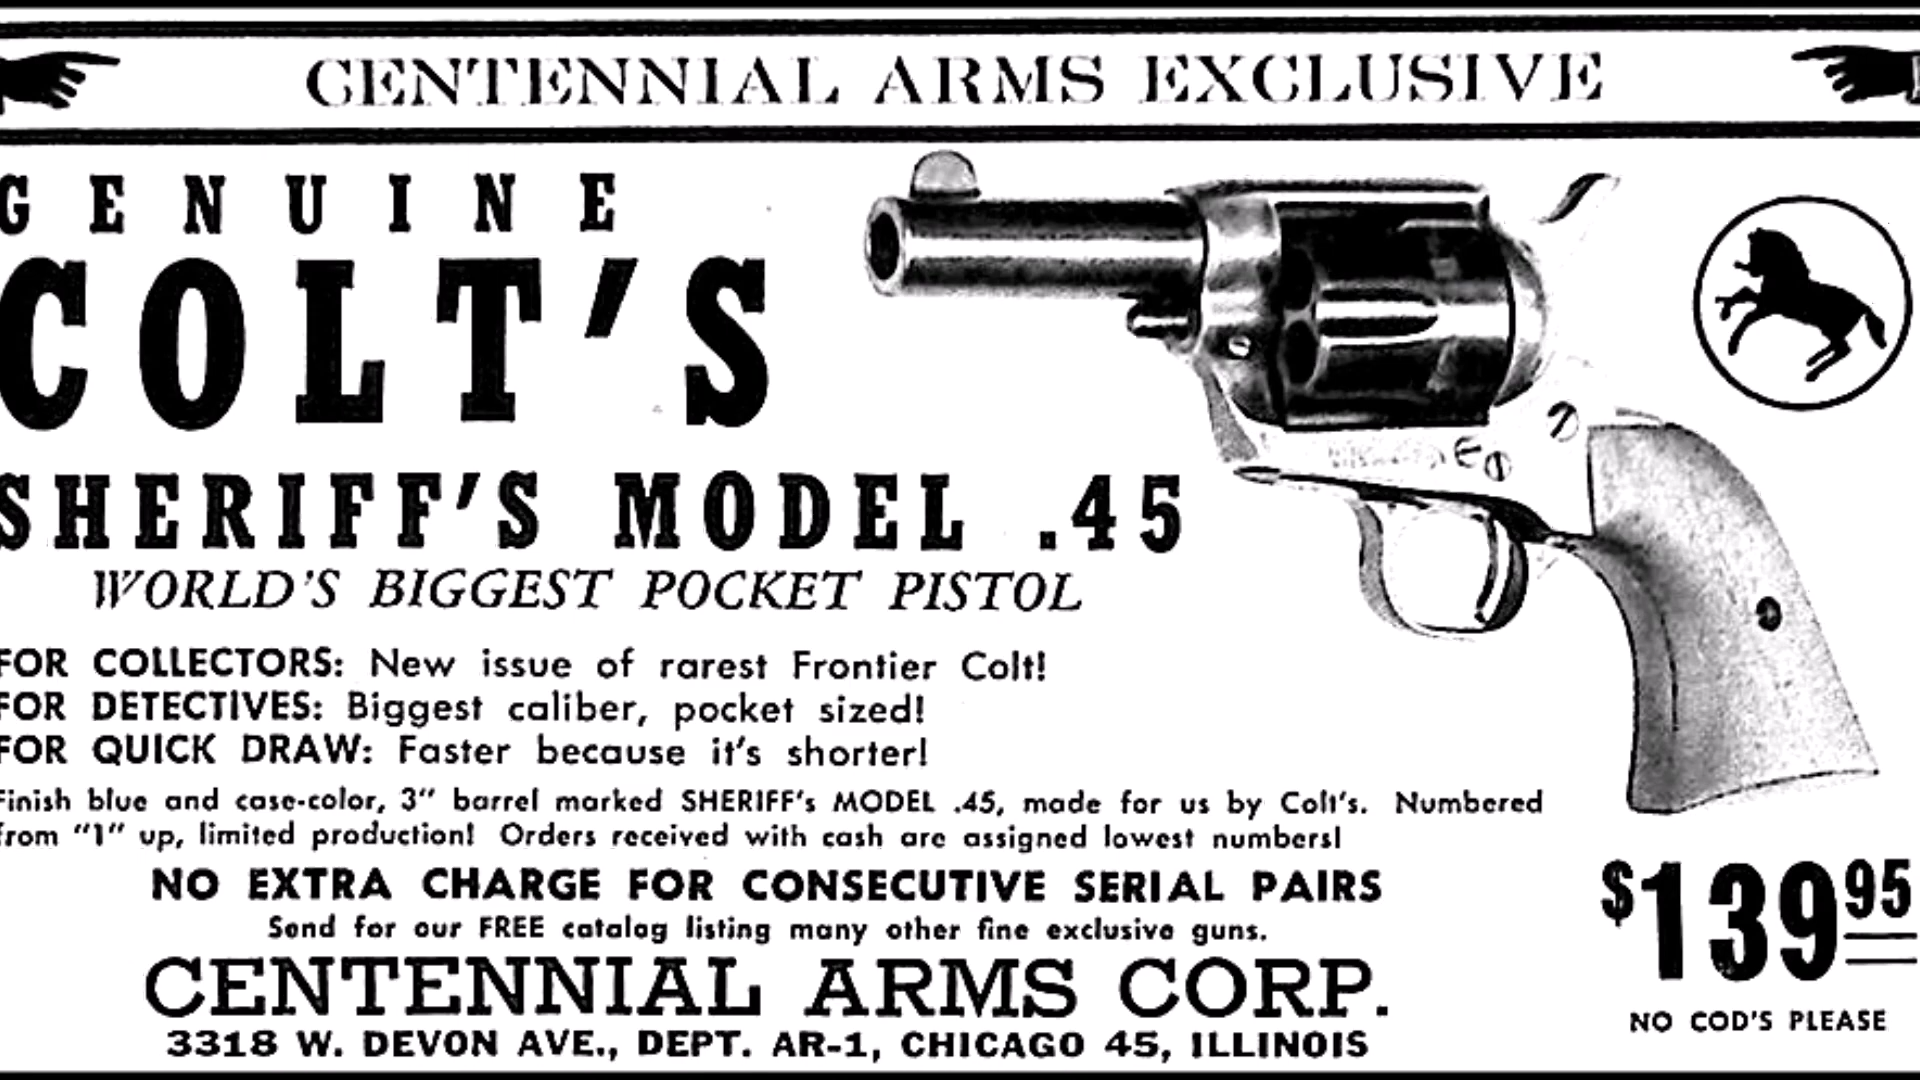 CENTENNIAL ARMS EXCLUSIVE
GENUINE
COLT'S
SHERIFF'S MODEL .45
WORLD'S BIGGEST POCKET PISTOL
FOR COLLECTORS: New issue of rarest Frontier Colt!
FOR DETECTIVES: Biggest caliber, pocket sized!
FOR QUICK DRAW: Faster because it's shorter!
Finish blue and case-color, 3" barrel marked SHERIFF's MODEL .45, made for us by Colt's. Numbered
from "1" up, limited production! Orders received with cash are assigned lowest numbers!
NO EXTRA CHARGE FOR CONSECUTIVE SERIAL PAIRS
Send for our FREE catalog listing many other fine exclusive guns.
CENTENNIAL ARMS CORP.
3318 W. DEVON AVE., DEPT. AR-1, CHICAGO 45, ILLINOIS
$139 95
NO COD'S PLEASE